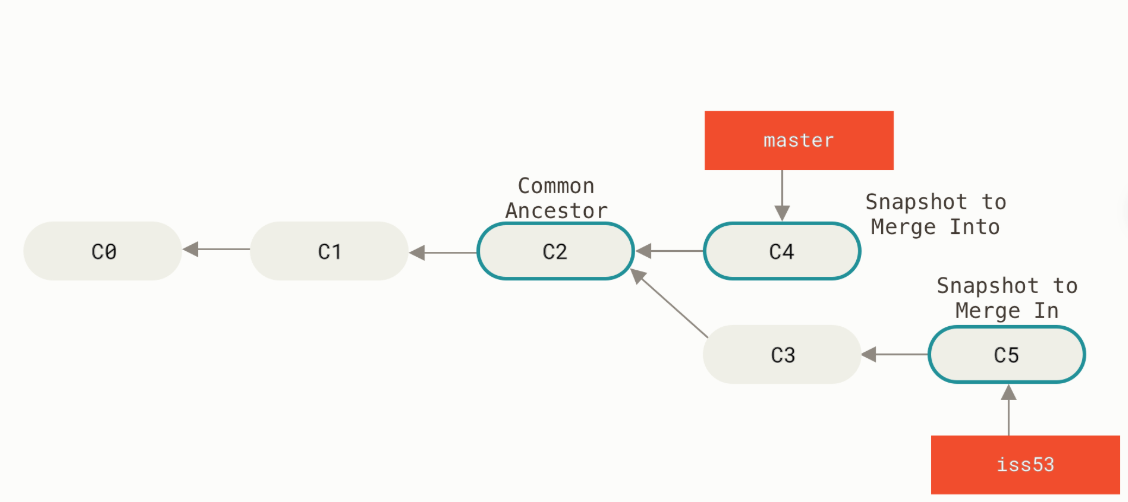 master
Common
Ancestor
Snapshot to
Merge Into
C0
C1
C2
C4
Snapshot to
Merge In
C3
C5
iss53